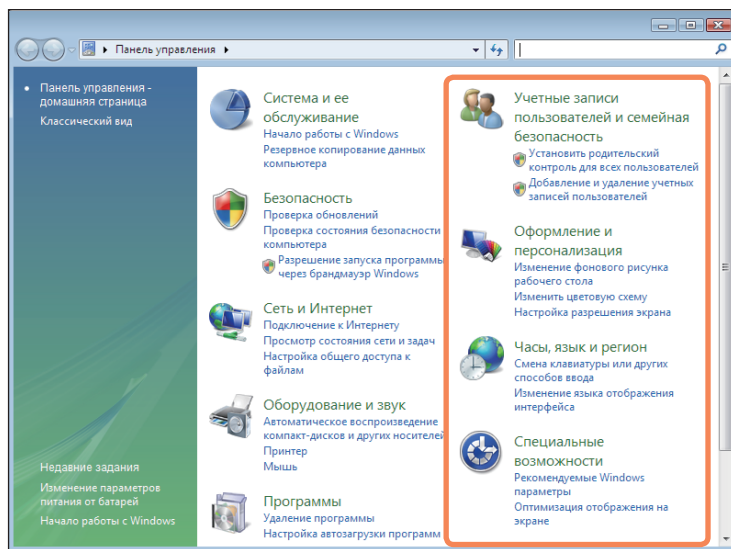 Панель управления
Панель управления -
домашняя страница
Классический вид
Недавние задания
Изменение параметров
питания от батарей
Начало работы с Windows
Система и ее
обслуживание
Начало работы с Windows
Резервное копирование данных
компьютера
Безопасность
Проверка обновлений
Проверка состояния безопасности
компьютера
Разрешение запуска программы
через брандмауэр Windows
Сеть и Интернет
Подключение к Интернету
Просмотр состояния сети и задач
Настройка общего доступа к
файлам
Оборудование и звук
Автоматическое воспроизведение
компакт-дисков и других носителей
Принтер
Мышь
Программы
Удаление программы
Настройка автозагрузки программ
Учетные записи
пользователей и семейная
безопасность
Установить родительский
контроль для всех пользователей
Добавление и удаление учетных
записей пользователей
Оформление и
персонализация
Изменение фонового рисунка
рабочего стола
Изменить цветовую схему
Настройка разрешения экрана
Часы, язык и регион
Смена клавиатуры или других
способов ввода
Изменение языка отображения
интерфейса
Специальные
возможности
Рекомендуемые Windows
параметры
Оптимизация отображения на
экране